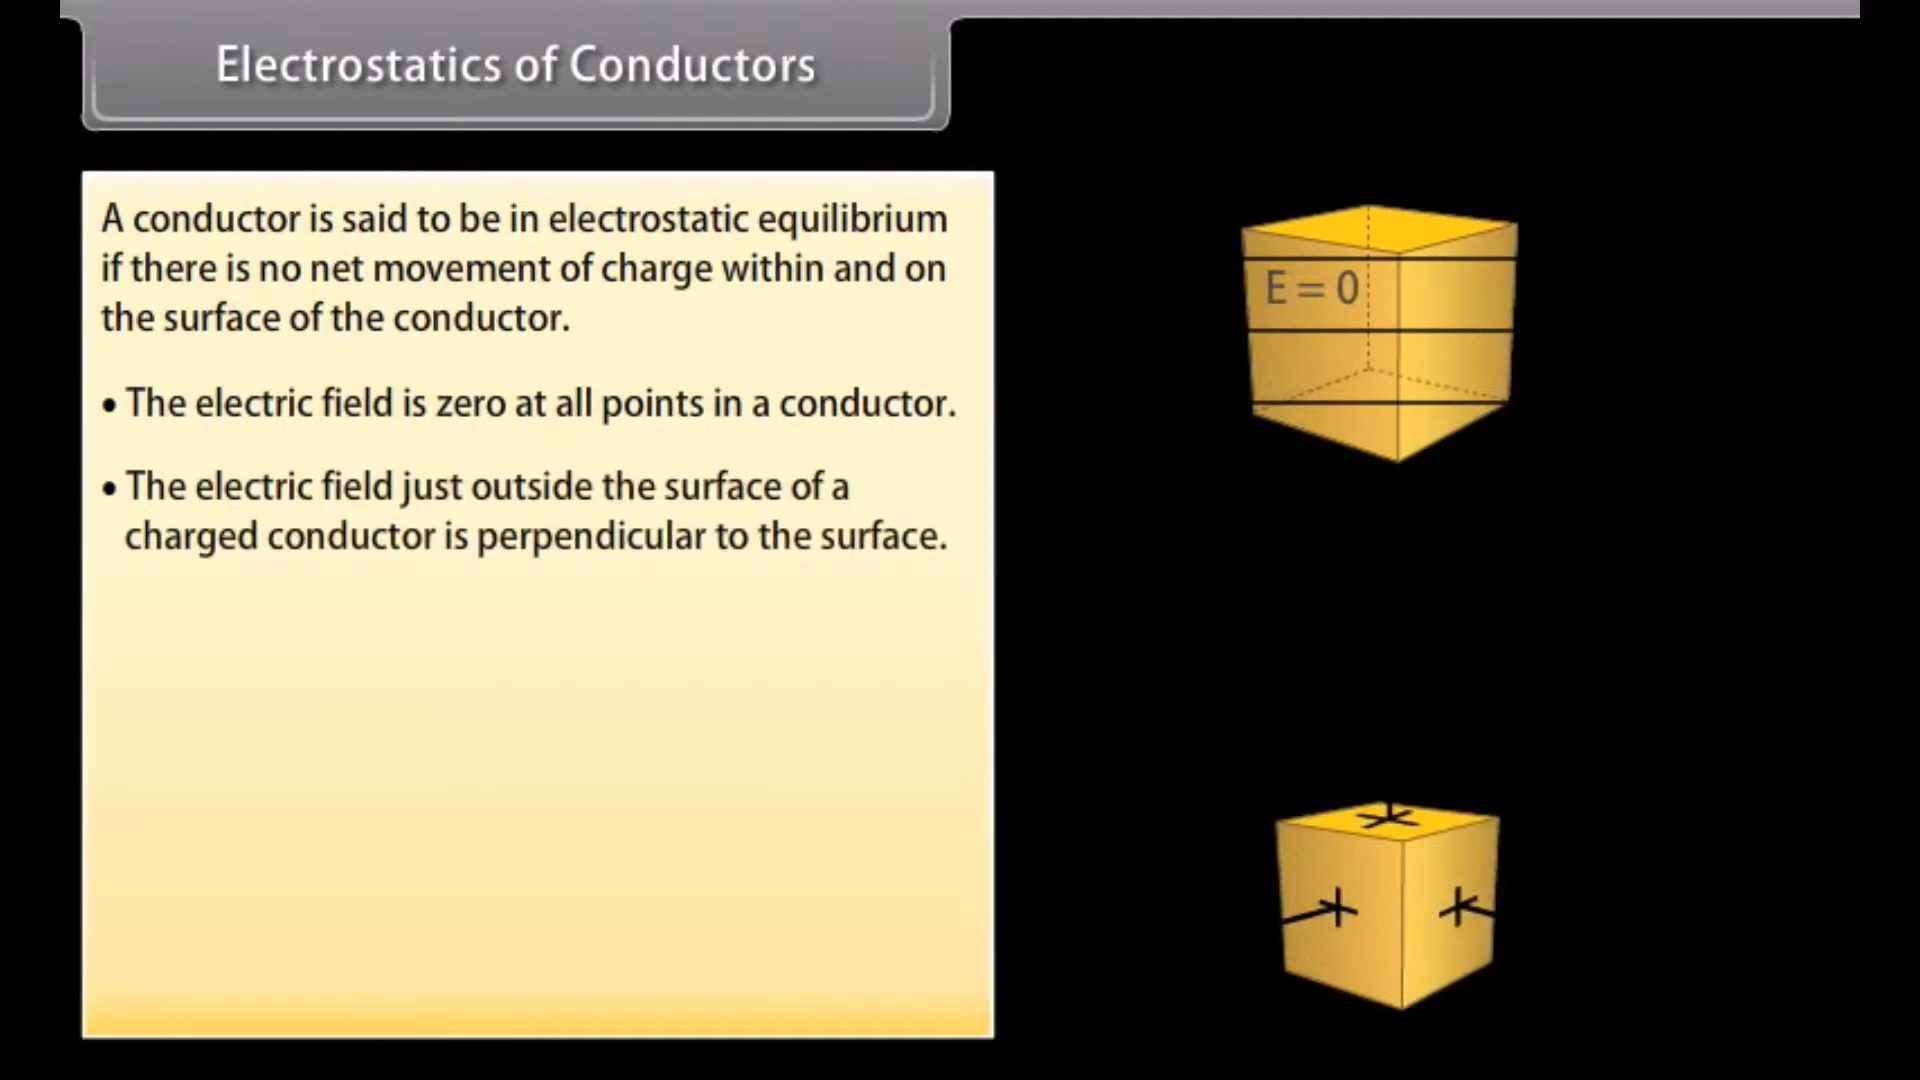 Electrostatics of Conductors
A conductor is said to be in electrostatic equilibrium
if there is no net movement of charge within and on
the surface of the conductor.
• The electric field is zero at all points in a conductor.
• The electric field just outside the surface of a
charged conductor is perpendicular to the surface.
E = 0